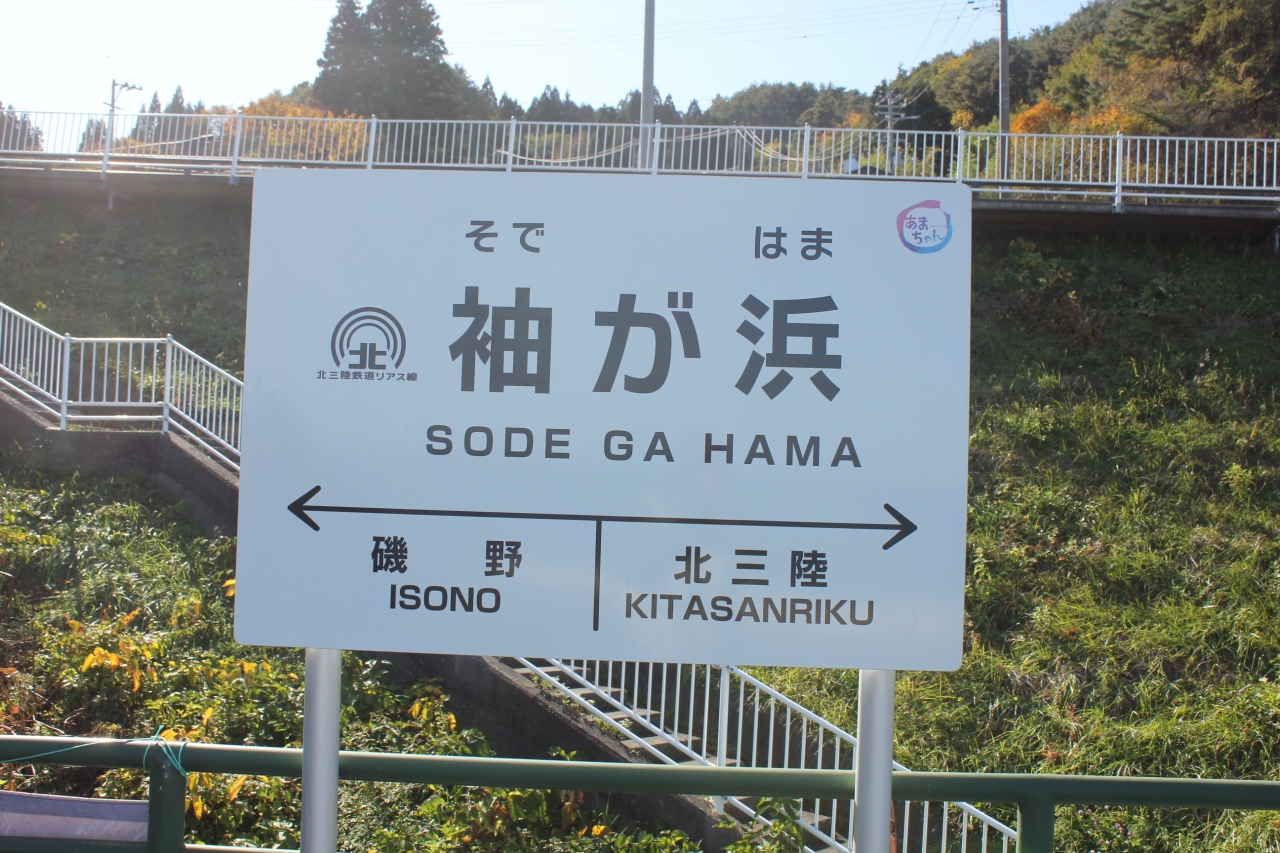 そで はま
あまちゃん
袖が浜
北
北三陸鉄道リアス線
SODE GA HAMA
磯野 北三陸
ISONO KITASANRIKU